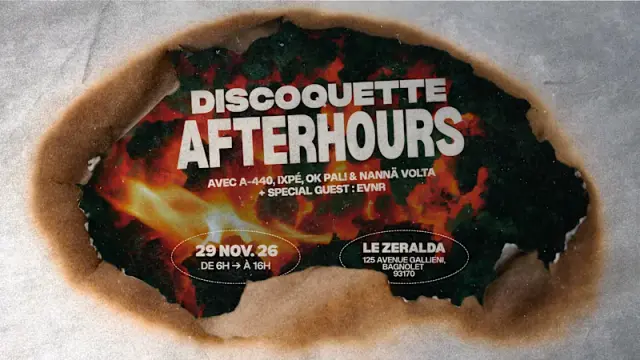 DISCOQUETTE
AFTERHOURS
AVEC A-440, IXPÉ, OK PAL! & NANNÃ VOLTA
+ SPECIAL GUEST : EVNR
29 NOV. 26
DE 6H → À 16H
LE ZERALDA
125 AVENUE GALLIENI,
BAGNOLET
93170